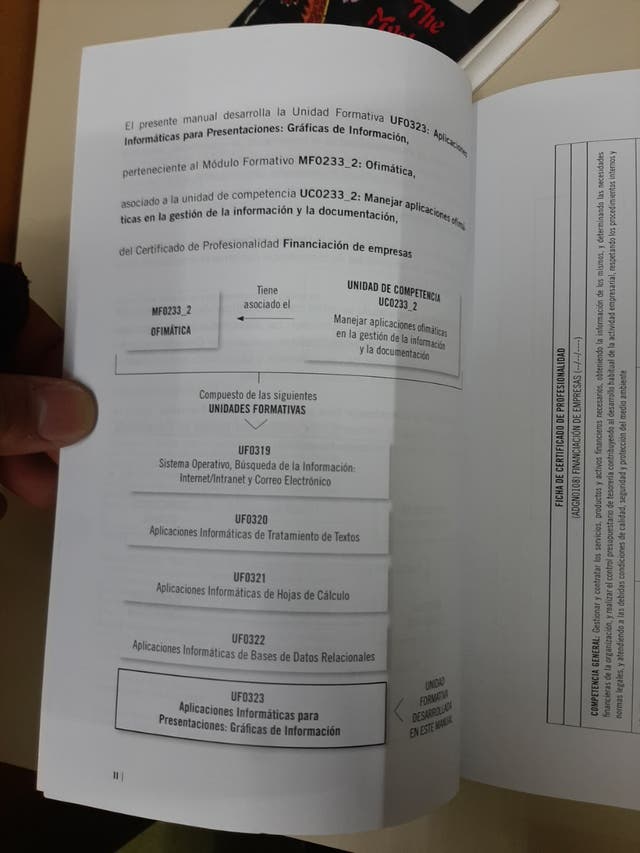 The
El presente manual desarrolla la Unidad Formativa UF0323: Aplicaciones
Informáticas para Presentaciones: Gráficas de Información,
perteneciente al Módulo Formativo MF0233_2: Ofimática,
asociado a la unidad de competencia UC0233_2: Manejar aplicaciones ofimá-
ticas en la gestión de la información y la documentación,
del Certificado de Profesionalidad Financiación de empresas
MF0233_2
OFIMÁTICA
Tiene
asociado el
UNIDAD DE COMPETENCIA
UC0233_2
Manejar aplicaciones ofimáticas
en la gestión de la información
y la documentación
Compuesto de las siguientes
UNIDADES FORMATIVAS
UF0319
Sistema Operativo, Búsqueda de la Información:
Internet/Intranet y Correo Electrónico
UF0320
Aplicaciones Informáticas de Tratamiento de Textos
UF0321
Aplicaciones Informáticas de Hojas de Cálculo
UF0322
Aplicaciones Informáticas de Bases de Datos Relacionales
UF0323
Aplicaciones Informáticas para
Presentaciones: Gráficas de Información
UNIDAD
FORMATIVA
DESARROLLADA
EN ESTE MANUAL
II |
FICHA DE CERTIFICADO DE PROFESIONALIDAD
(ADGN0108) FINANCIACIÓN DE EMPRESAS (--/--/----)
COMPETENCIA GENERAL: Gestionar y contratar los servicios, productos y activos financieros necesarios, obteniendo la información de los mismos, y determinando las necesidades
financieras de la organización, y realizar el control presupuestario de tesorería contribuyendo al desarrollo habitual de la actividad empresarial, respetando los procedimientos internos y
normas legales, y atendiendo a las debidas condiciones de calidad, seguridad y protección del medio ambiente